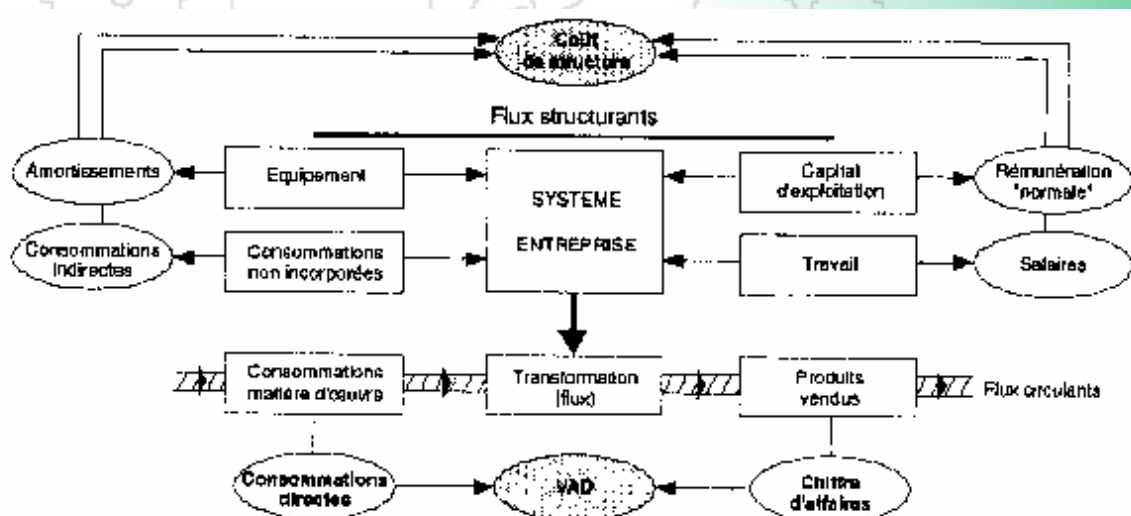 Coût
de structure
Flux structurants
Amortissements
Equipement
SYSTEME
ENTREPRISE
Capital
d'exploitation
Rémunération
"normale"
Consommations
indirectes
Consommations
non incorporées
Travail
Salaires
Consommations
matière d'œuvre
Transformation
(flux)
Produits
vendus
Flux circulants
Consommations
directes
VAD
Chiffre
d'affaires